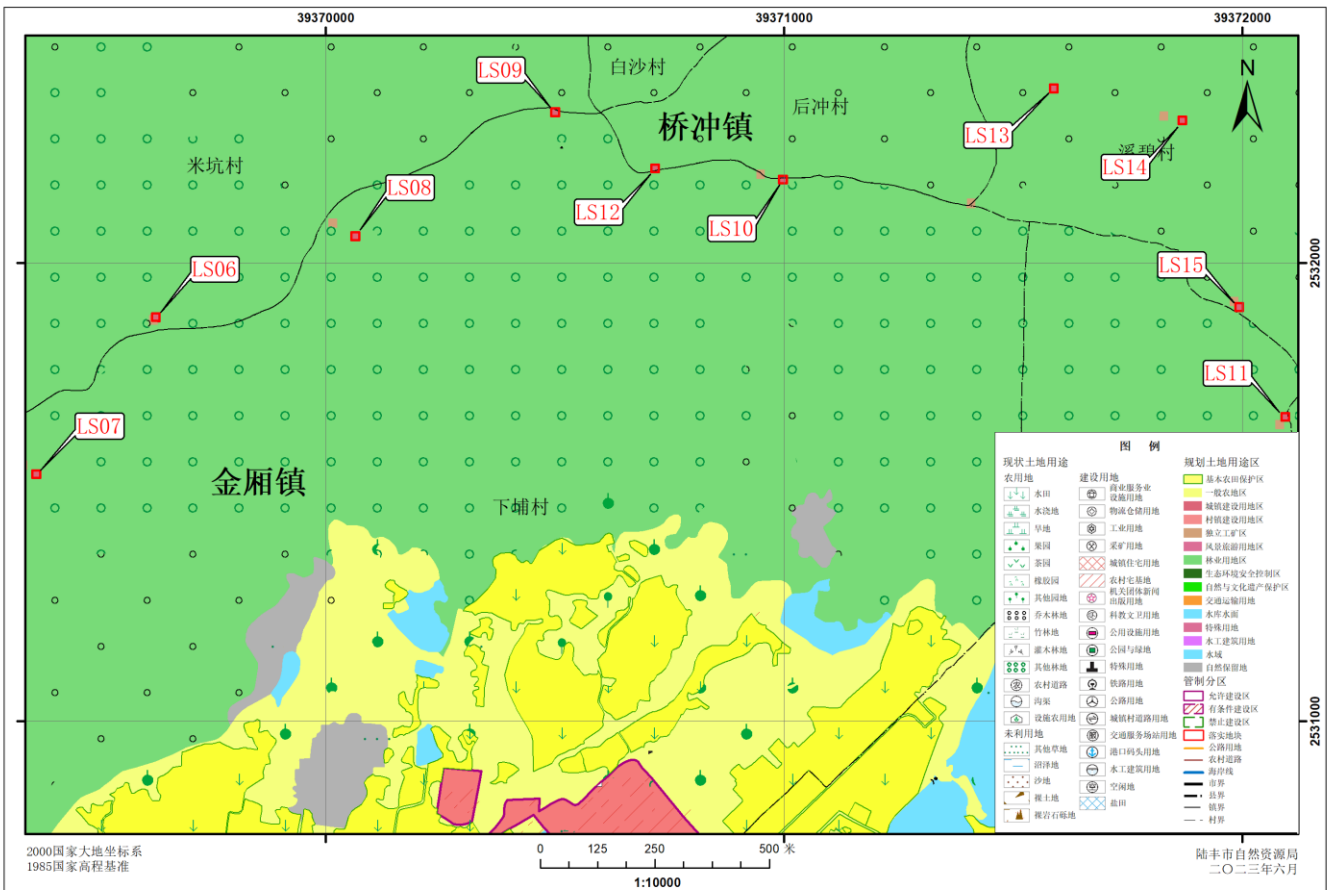 39370000
39371000
39372000
白沙村
LS09
N
桥冲镇
后冲村
LS13
米坑村
溪碧村
LS14
LS08
LS12
LS10
LS06
LS15
2532000
LS11
LS07
金厢镇
下埔村
图 例
现状土地用途
农用地
水田
水浇地
旱地
果园
茶园
橡胶园
其他园地
乔木林地
竹林地
灌木林地
其他林地
农村道路
沟渠
设施农用地
未利用地
其他草地
沼泽地
沙地
裸土地
裸岩石砾地
建设用地
商业服务业
设施用地
物流仓储用地
工业用地
采矿用地
城镇住宅用地
农村宅基地
机关团体新闻
出版用地
科教文卫用地
公用设施用地
公园与绿地
特殊用地
铁路用地
公路用地
城镇村道路用地
交通服务场站用地
港口码头用地
水工建筑用地
空闲地
盐田
规划土地用途区
基本农田保护区
一般农地区
城镇建设用地区
村镇建设用地区
独立工矿区
风景旅游用地区
林业用地区
生态环境安全控制区
自然与文化遗产保护区
交通运输用地
水库水面
特殊用地
水工建筑用地
水域
自然保留地
管制分区
允许建设区
有条件建设区
禁止建设区
落实地块
公路用地
农村道路
海岸线
市界
县界
镇界
村界
2531000
2000国家大地坐标系
1985国家高程基准
0 125 250 500 米
1:10000
陆丰市自然资源局
二〇二三年六月